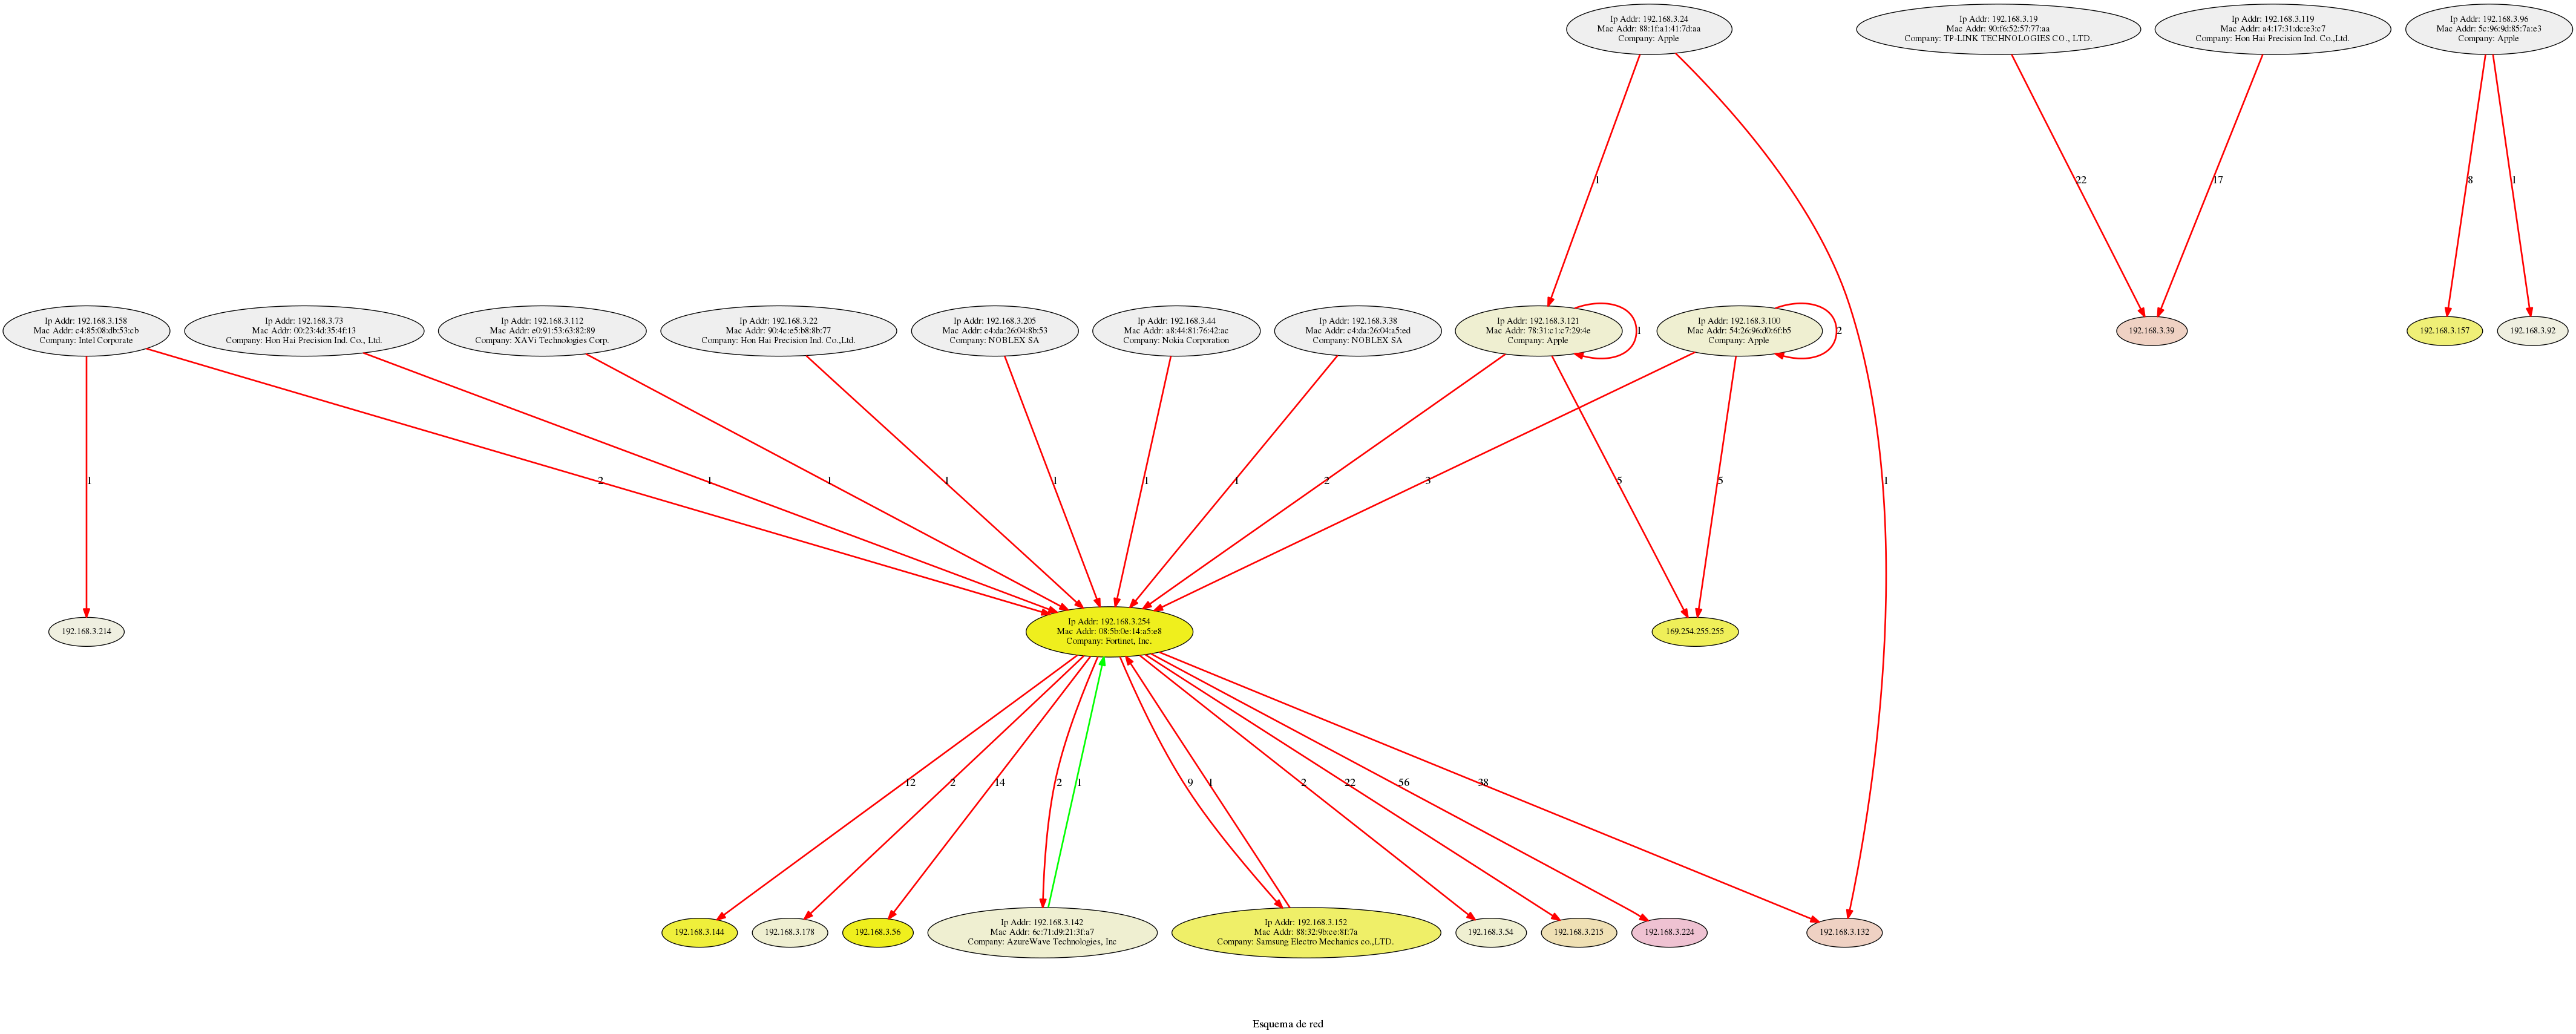 Ip Addr: 192.168.3.24
Mac Addr: 88:1f:a1:41:7d:aa
Company: Apple
Ip Addr: 192.168.3.19
Mac Addr: 90:f6:52:57:77:aa
Company: TP-LINK TECHNOLOGIES CO., LTD.
Ip Addr: 192.168.3.119
Mac Addr: a4:17:31:dc:e3:c7
Company: Hon Hai Precision Ind. Co.,Ltd.
Ip Addr: 192.168.3.96
Mac Addr: 5c:96:9d:85:7a:e3
Company: Apple
1
22
17
8
1
Ip Addr: 192.168.3.158
Mac Addr: c4:85:08:db:53:cb
Company: Intel Corporate
Ip Addr: 192.168.3.73
Mac Addr: 00:23:4d:35:4f:13
Company: Hon Hai Precision Ind. Co., Ltd.
Ip Addr: 192.168.3.112
Mac Addr: e0:91:53:63:82:89
Company: XAVi Technologies Corp.
Ip Addr: 192.168.3.22
Mac Addr: 90:4c:e5:b8:8b:77
Company: Hon Hai Precision Ind. Co.,Ltd.
Ip Addr: 192.168.3.205
Mac Addr: c4:da:26:04:8b:53
Company: NOBLEX SA
Ip Addr: 192.168.3.44
Mac Addr: a8:44:81:76:42:ac
Company: Nokia Corporation
Ip Addr: 192.168.3.38
Mac Addr: c4:da:26:04:a5:ed
Company: NOBLEX SA
Ip Addr: 192.168.3.121
Mac Addr: 78:31:c1:c7:29:4e
Company: Apple
1
Ip Addr: 192.168.3.100
Mac Addr: 54:26:96:d0:6f:b5
Company: Apple
2
192.168.3.39
192.168.3.157
192.168.3.92
1
2
1
1
1
1
1
1
2
3
5
5
1
192.168.3.214
Ip Addr: 192.168.3.254
Mac Addr: 08:5b:0e:14:a5:e8
Company: Fortinet, Inc.
169.254.255.255
12
2
14
2
1
9
1
2
22
56
38
192.168.3.144
192.168.3.178
192.168.3.56
Ip Addr: 192.168.3.142
Mac Addr: 6c:71:d9:21:3f:a7
Company: AzureWave Technologies, Inc
Ip Addr: 192.168.3.152
Mac Addr: 88:32:9b:ce:8f:7a
Company: Samsung Electro Mechanics co.,LTD.
192.168.3.54
192.168.3.215
192.168.3.224
192.168.3.132
Esquema de red